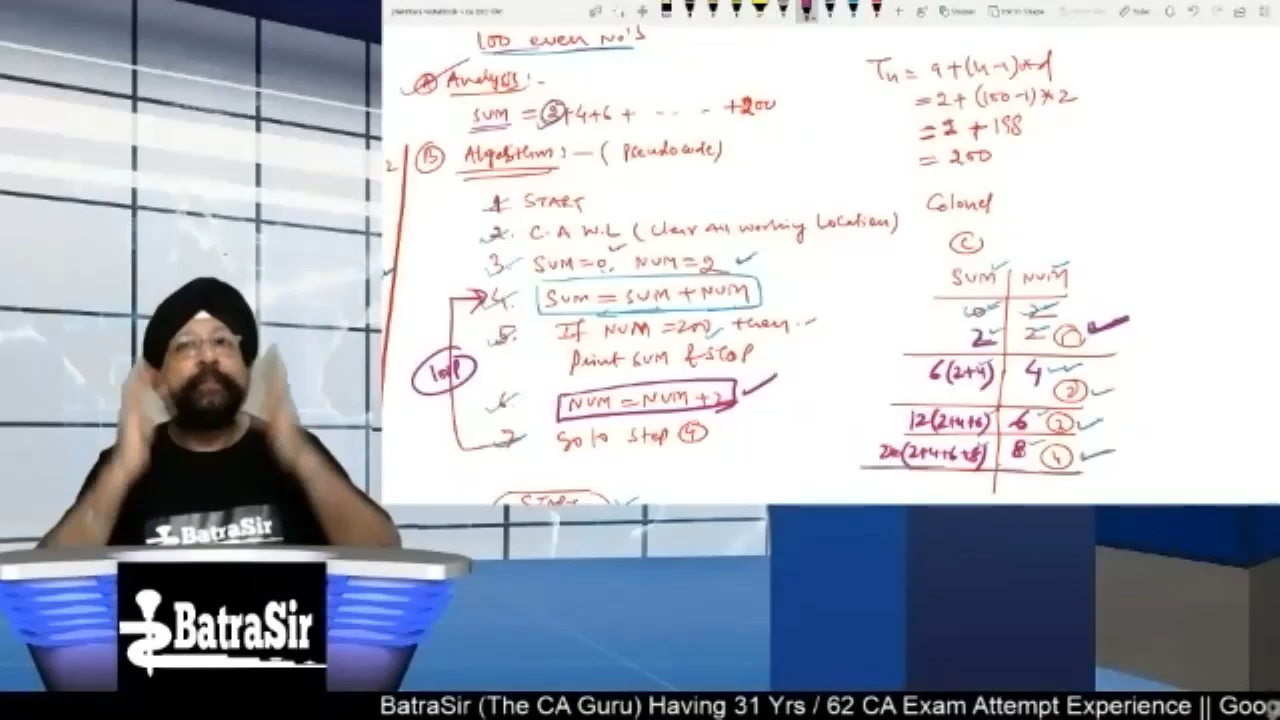 100 even No's
(A) Analysis :-
SUM = 2+4+6+ ..... +200
(B) Algorithm :- (Pseudocode)
1. START
2. C.A.W.L (Clear All Working Location)
3. SUM=0, NUM=2
4. SUM = SUM + NUM
5. If NUM = 200, then
Print SUM & STOP
6. NUM = NUM + 2
7. Go to Step (4)
Loop
START
Tn = a+(n-1)*d
= 2+(100-1)*2
= 2 + 198
= 200
(C)
SUM NUM
0 2
2 2 (1)
6(2+4) 4 (2)
12(2+4+6) 6 (3)
20(2+4+6+8) 8 (4)
BatraSir
BatraSir
BatraSir (The CA Guru) Having 31 Yrs / 62 CA Exam Attempt Experience || Goog